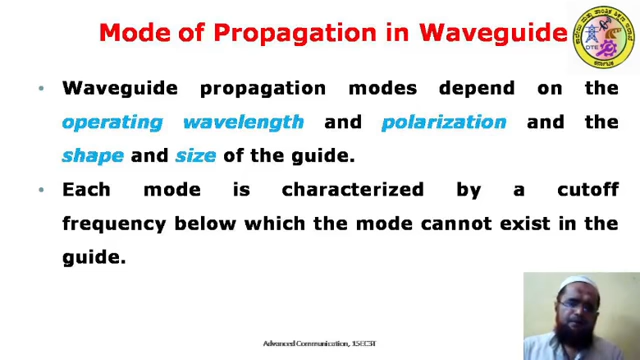 Mode of Propagation in Waveguide
• Waveguide propagation modes depend on the
operating wavelength and polarization and the
shape and size of the guide.
• Each mode is characterized by a cutoff
frequency below which the mode cannot exist in the
guide.
DTE
Advanced Communication, 15EC5T